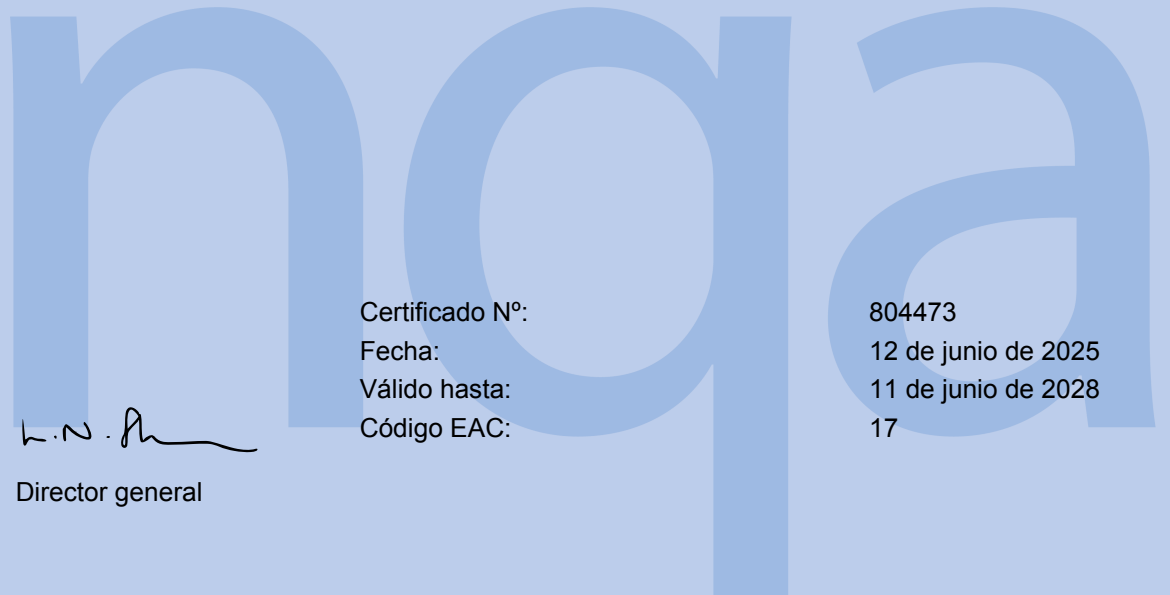 nqa
Certificado Nº: 804473
Fecha: 12 de junio de 2025
Válido hasta: 11 de junio de 2028
Código EAC: 17
L.N.
Director general